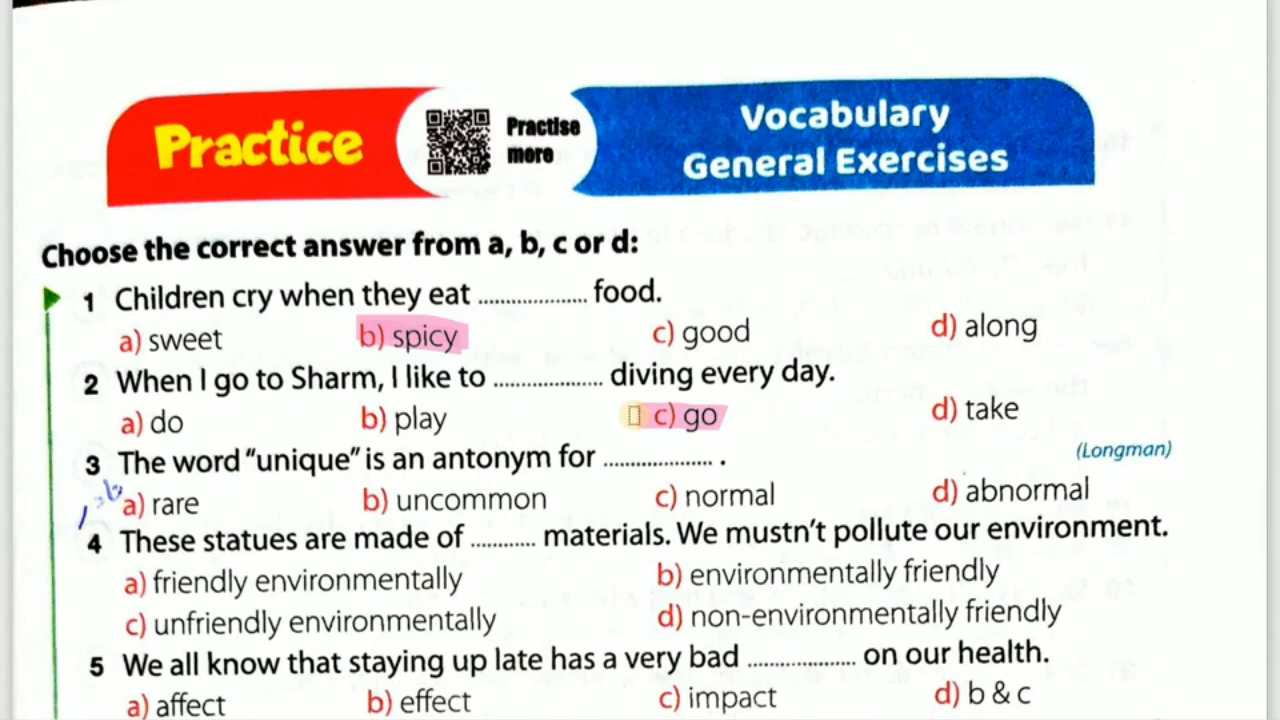 Practice
Practise
more
Vocabulary
General Exercises
Choose the correct answer from a, b, c or d:
1 Children cry when they eat .................... food.
a) sweet b) spicy c) good d) along
2 When I go to Sharm, I like to .................... diving every day.
a) do b) play c) go d) take
3 The word "unique" is an antonym for .................... .
(Longman)
a) rare b) uncommon c) normal d) abnormal
4 These statues are made of ............ materials. We mustn't pollute our environment.
a) friendly environmentally b) environmentally friendly
c) unfriendly environmentally d) non-environmentally friendly
5 We all know that staying up late has a very bad .................... on our health.
a) affect b) effect c) impact d) b & c